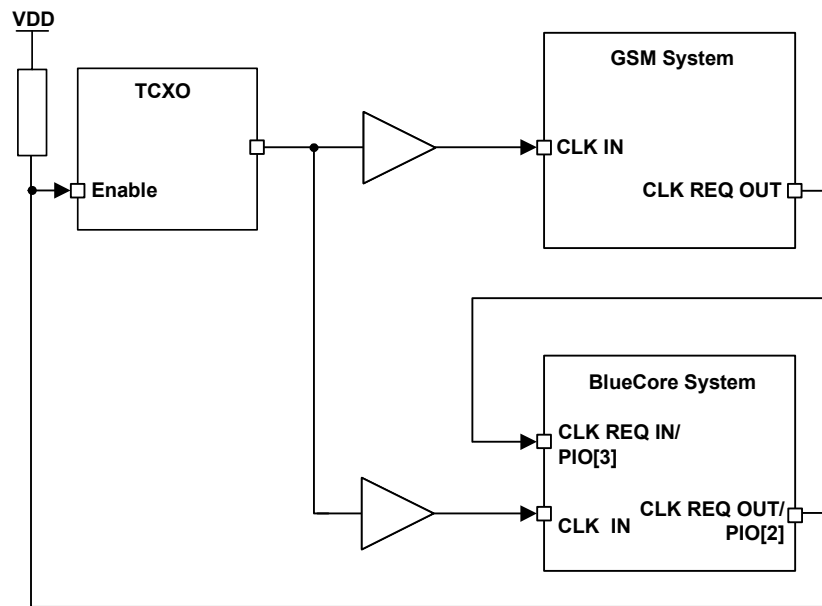 VDD
TCXO
Enable
GSM System
CLK IN
CLK REQ OUT
BlueCore System
CLK REQ IN/
PIO[3]
CLK IN
CLK REQ OUT/
PIO[2]